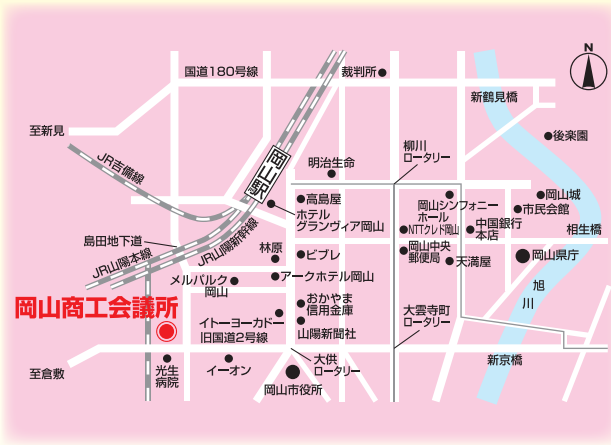 N
国道180号線
裁判所
新鶴見橋
至新見
後楽園
JR吉備線
柳川
ロータリー
岡山駅
明治生命
高島屋
ホテル
グランヴィア岡山
岡山シンフォニー
ホール
岡山城
市民会館
NTTクレド岡山
中国銀行
本店
相生橋
島田地下道
JR山陽本線
JR山陽新幹線
林原
ビブレ
岡山中央
郵便局
天満屋
岡山県庁
メルパルク
岡山
アークホテル岡山
旭川
岡山商工会議所
おかやま
信用金庫
イトーヨーカドー
旧国道2号線
山陽新聞社
大雲寺町
ロータリー
新京橋
至倉敷
光生
病院
イーオン
大供
ロータリー
岡山市役所